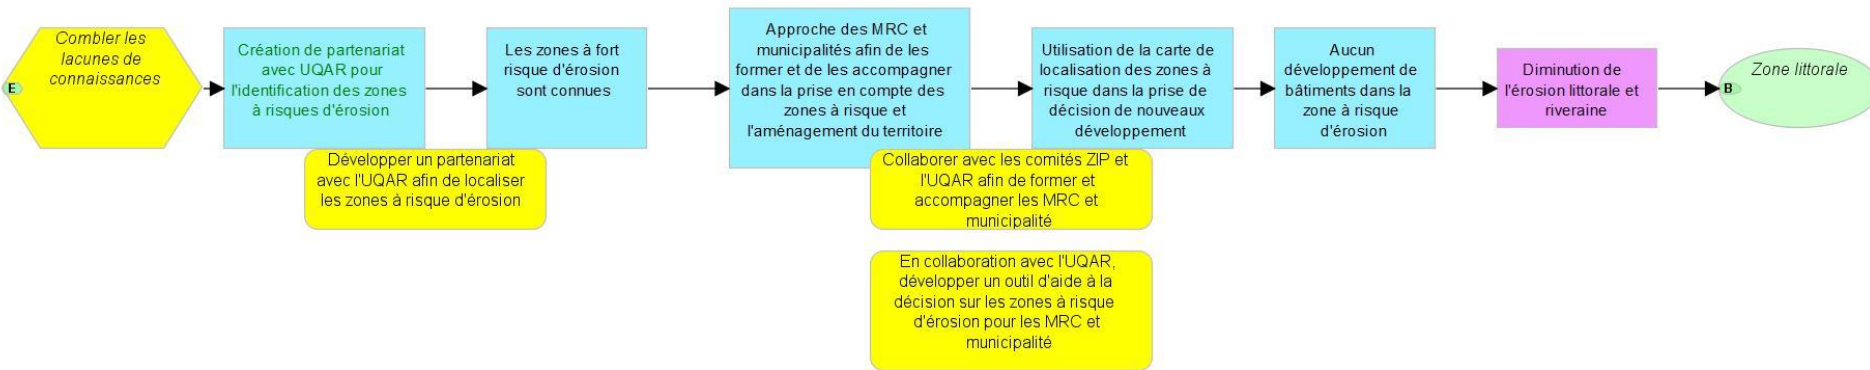 Combler les
lacunes de
connaissances
E
Création de partenariat
avec UQAR pour
l'identification des zones
à risques d'érosion
Les zones à fort
risque d'érosion
sont connues
Approche des MRC et
municipalités afin de les
former et de les accompagner
dans la prise en compte des
zones à risque et
l'aménagement du territoire
Utilisation de la carte de
localisation des zones à
risque dans la prise de
décision de nouveaux
développement
Aucun
développement de
bâtiments dans la
zone à risque
d'érosion
Diminution de
l'érosion littorale et
riveraine
Zone littorale
B
Développer un partenariat
avec l'UQAR afin de localiser
les zones à risque d'érosion
Collaborer avec les comités ZIP et
l'UQAR afin de former et
accompagner les MRC et
municipalité
En collaboration avec l'UQAR,
développer un outil d'aide à la
décision sur les zones à risque
d'érosion pour les MRC et
municipalité